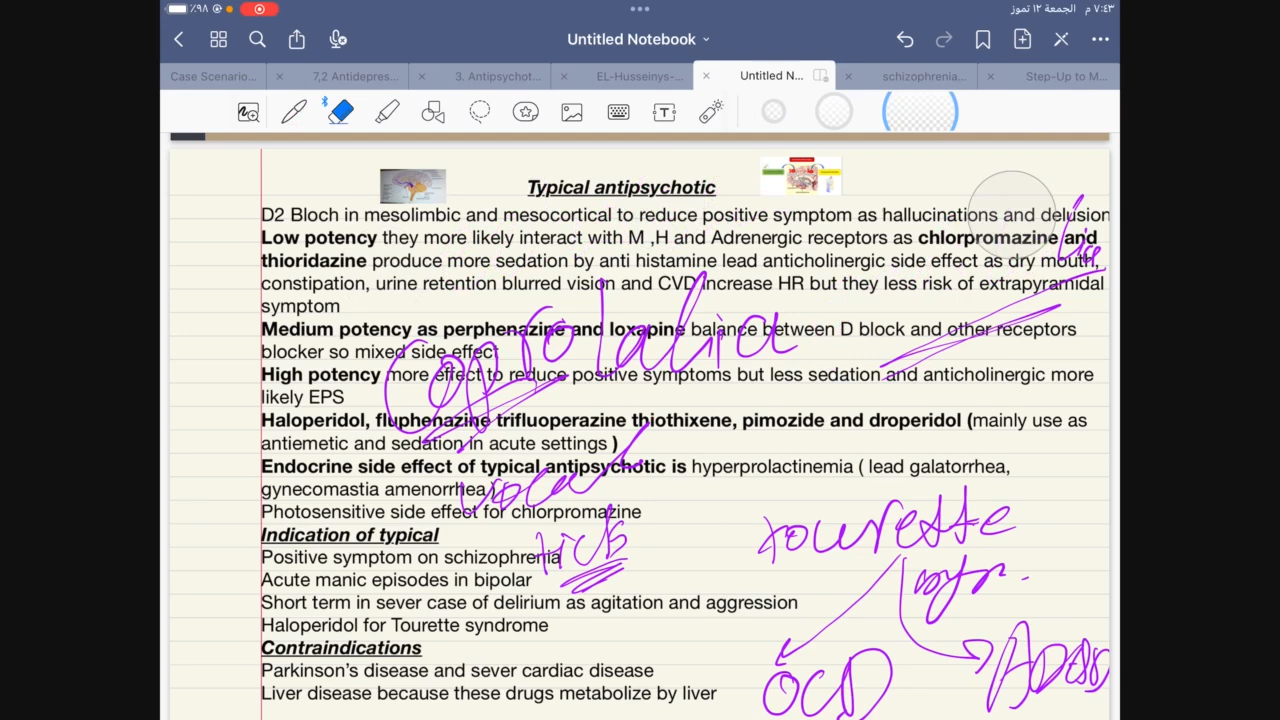 ٩٨٪
٧:٤٣ م الجمعة ١٢ تموز
Untitled Notebook
Case Scenario...
7,2 Antidepres...
3. Antipsychot...
EL-Husseinys-...
Untitled N...
schizophrenia...
Step-Up to M...
Typical antipsychotic
D2 Bloch in mesolimbic and mesocortical to reduce positive symptom as hallucinations and delusion
Low potency they more likely interact with M ,H and Adrenergic receptors as chlorpromazine and
thioridazine produce more sedation by anti histamine lead anticholinergic side effect as dry mouth,
constipation, urine retention blurred vision and CVD increase HR but they less risk of extrapyramidal
symptom
Medium potency as perphenazine and loxapine balance between D block and other receptors
blocker so mixed side effect
High potency more effect to reduce positive symptoms but less sedation and anticholinergic more
likely EPS
Haloperidol, fluphenazine trifluoperazine thiothixene, pimozide and droperidol (mainly use as
antiemetic and sedation in acute settings )
Endocrine side effect of typical antipsychotic is hyperprolactinemia ( lead galatorrhea,
gynecomastia amenorrhea )
Photosensitive side effect for chlorpromazine
Indication of typical
Positive symptom on schizophrenia
Acute manic episodes in bipolar
Short term in sever case of delirium as agitation and aggression
Haloperidol for Tourette syndrome
Contraindications
Parkinson's disease and sever cardiac disease
Liver disease because these drugs metabolize by liver
Coprolalia
vocal
tics
tourette
OCD